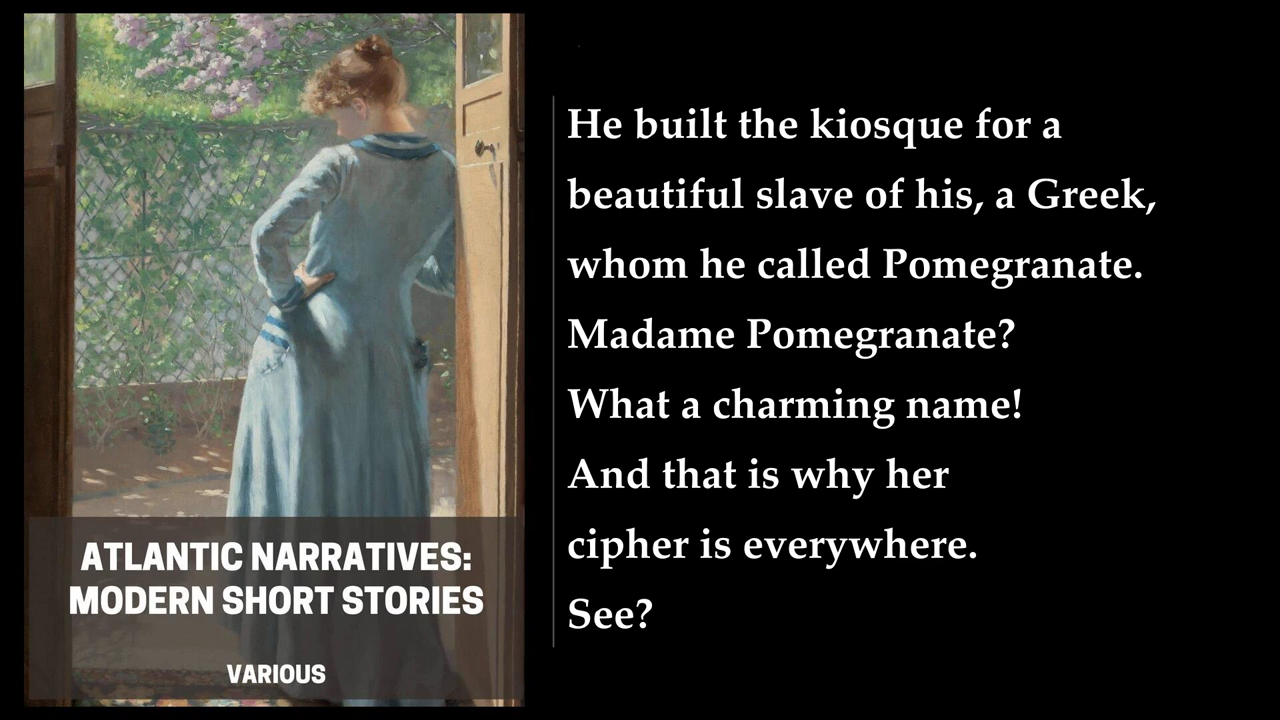 ATLANTIC NARRATIVES:
MODERN SHORT STORIES
VARIOUS
He built the kiosque for a
beautiful slave of his, a Greek,
whom he called Pomegranate.
Madame Pomegranate?
What a charming name!
And that is why her
cipher is everywhere.
See?